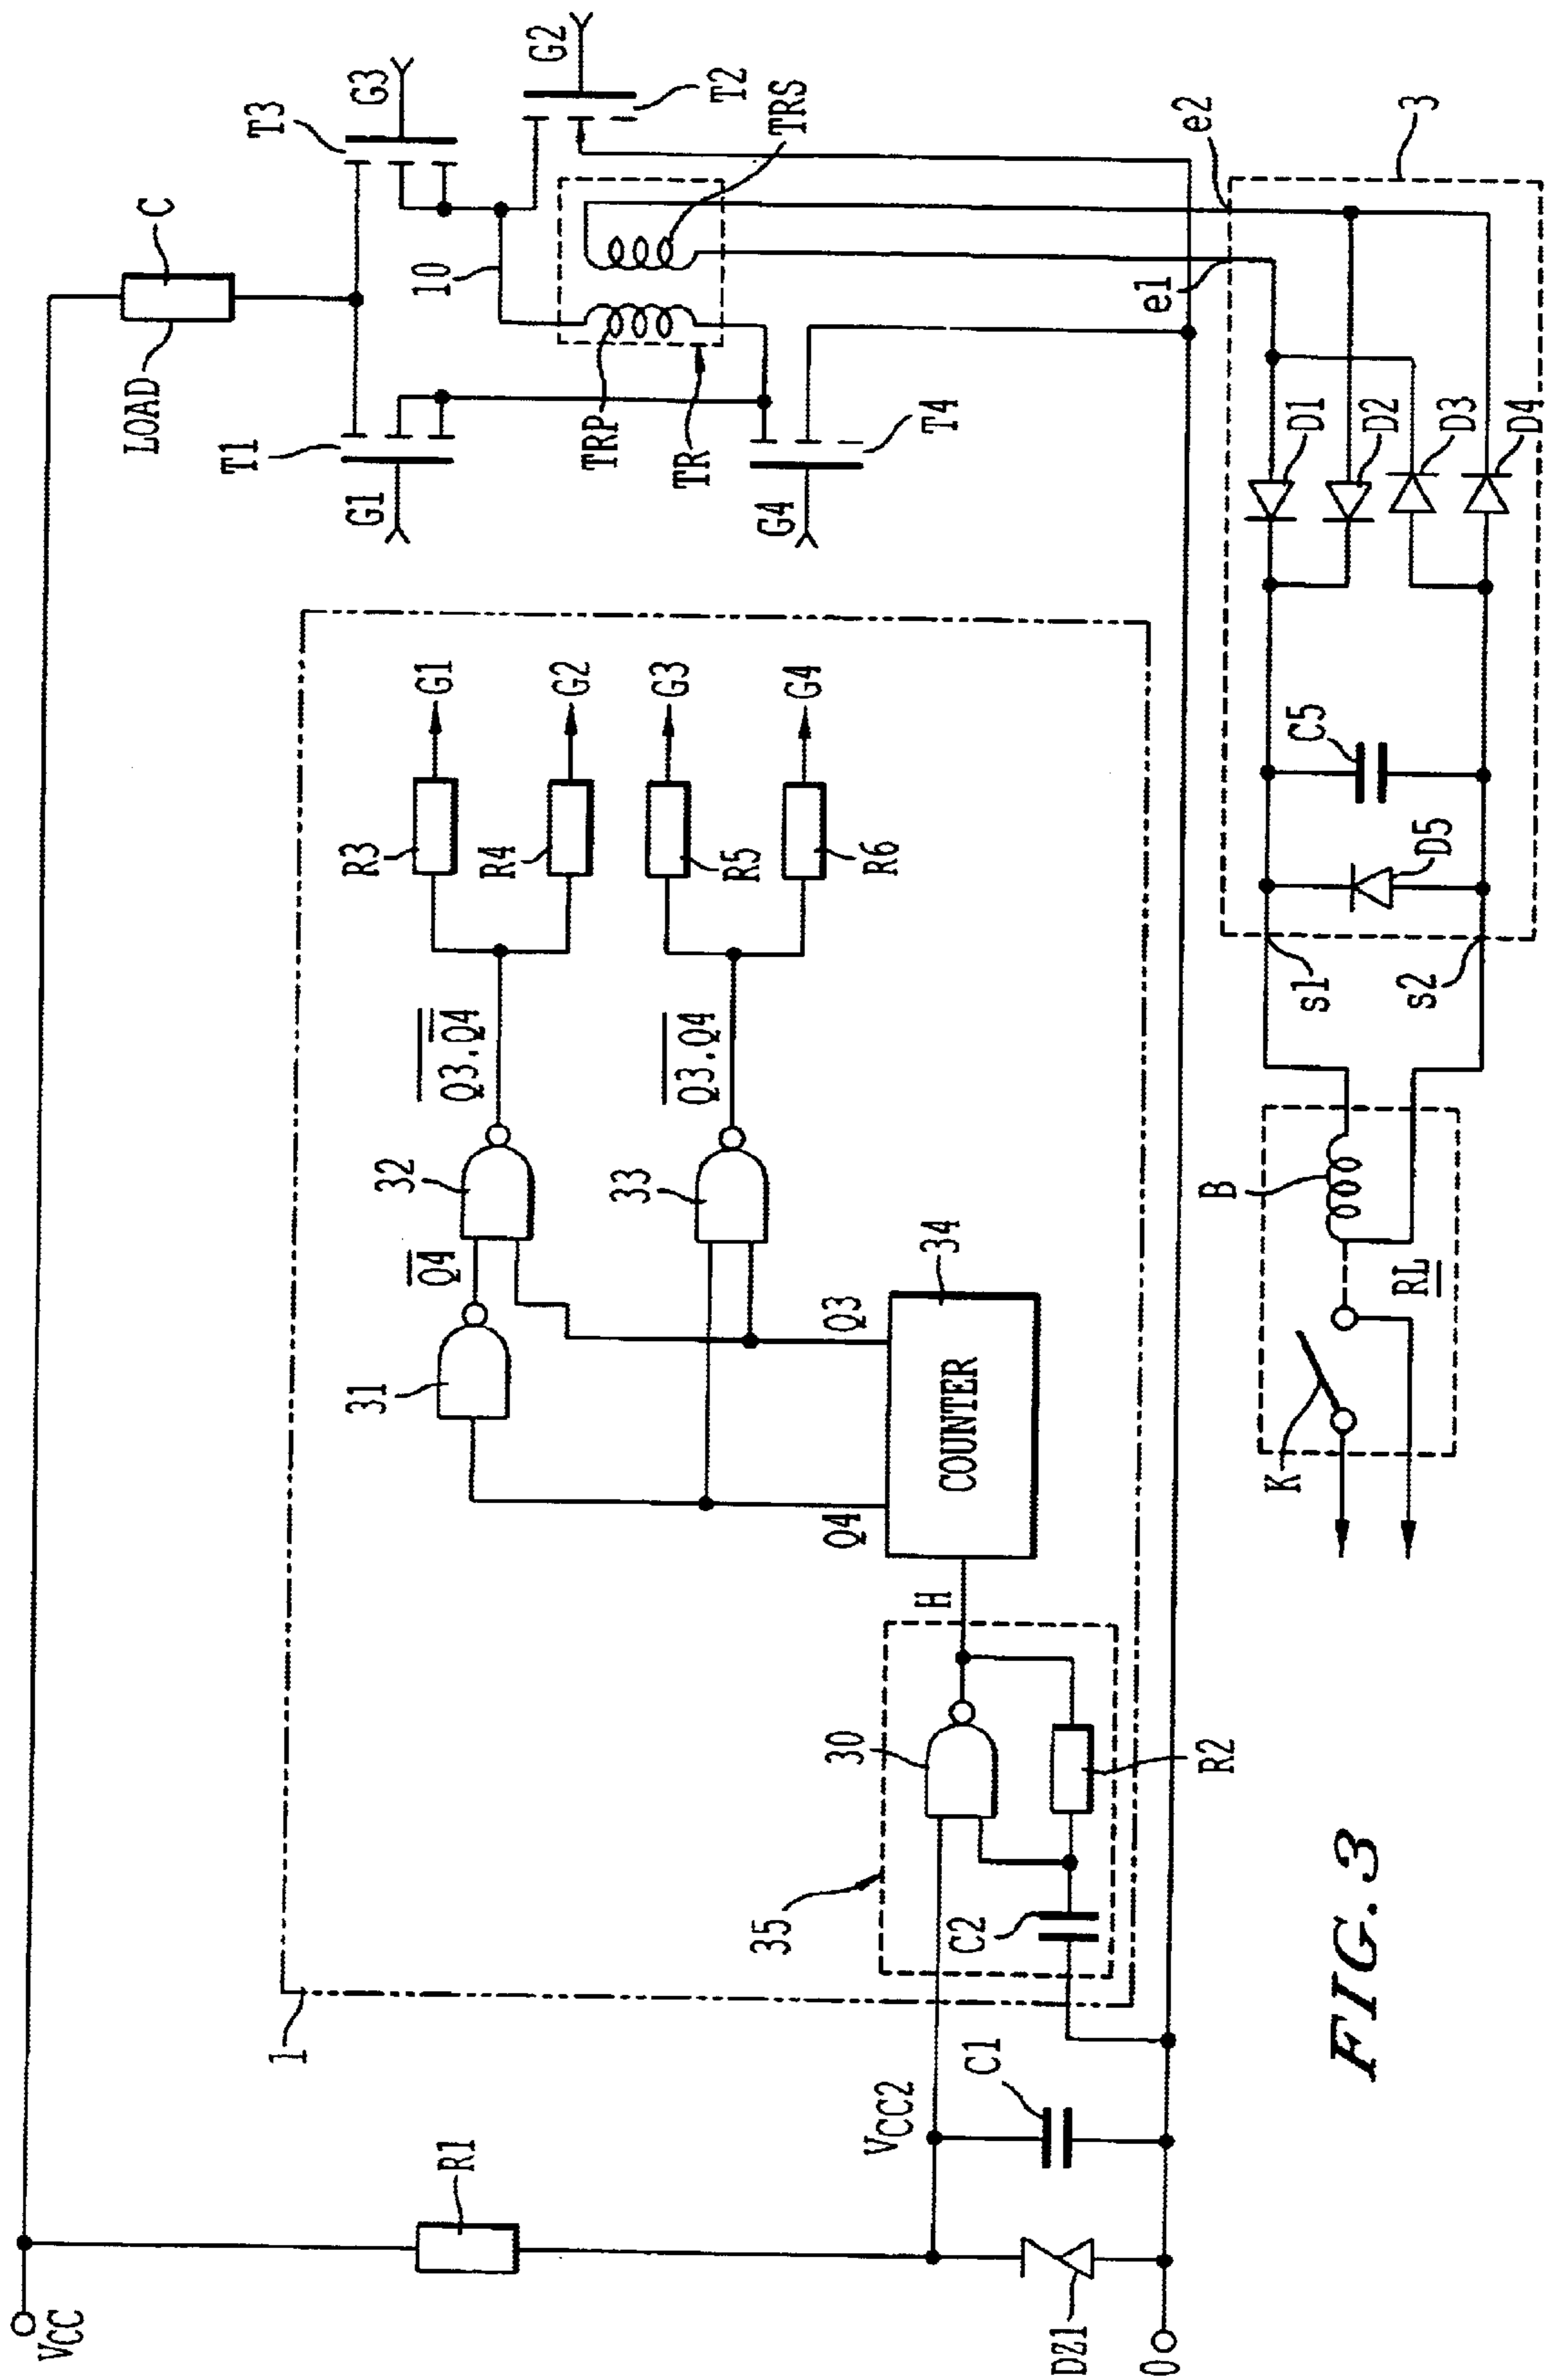 VCC
LOAD
C
T1
G1
T3
G3
10
G2
T2
TRS
TRP
TR
G4
T4
e2
e1
3
1
R1
R3
G1
R4
G2
R5
G3
R6
G4
Q3.Q4
Q3.Q4
Q4
31
32
33
Q4
Q3
34
COUNTER
H
30
35
C2
R2
VCC2
C1
DZ1
0
D1
D2
D3
D4
C5
D5
s1
s2
B
RL
K
FIG. 3